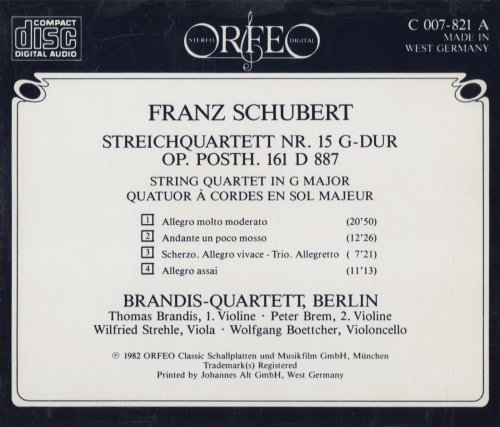 COMPACT
disc
DIGITAL AUDIO
STEREO ORFEO DIGITAL
C 007-821 A
MADE IN
WEST GERMANY
FRANZ SCHUBERT
STREICHQUARTETT NR. 15 G-DUR
OP. POSTH. 161 D 887
STRING QUARTET IN G MAJOR
QUATUOR À CORDES EN SOL MAJEUR
1 Allegro molto moderato (20'50)
2 Andante un poco mosso (12'26)
3 Scherzo. Allegro vivace - Trio. Allegretto ( 7'21)
4 Allegro assai (11'13)
BRANDIS-QUARTETT, BERLIN
Thomas Brandis, 1. Violine · Peter Brem, 2. Violine
Wilfried Strehle, Viola · Wolfgang Boettcher, Violoncello
℗ 1982 ORFEO Classic Schallplatten und Musikfilm GmbH, München
Trademark(s) Registered
Printed by Johannes Alt GmbH, West Germany